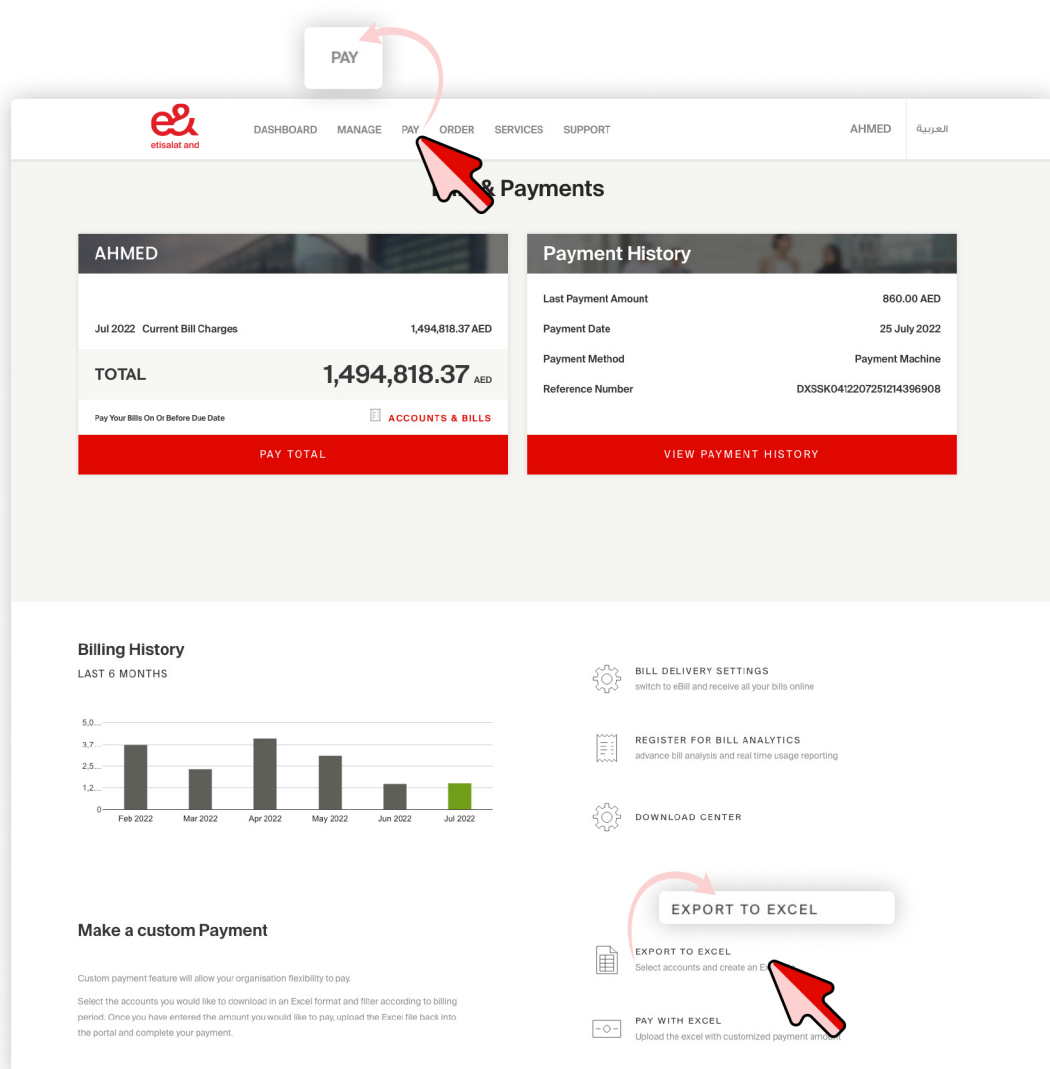 PAY
e&
etisalat and
DASHBOARD MANAGE PAY ORDER SERVICES SUPPORT AHMED العربية
& Payments
AHMED
Jul 2022 Current Bill Charges 1,494,818.37 AED
TOTAL 1,494,818.37 AED
Pay Your Bills On Or Before Due Date ACCOUNTS & BILLS
PAY TOTAL
Payment History
Last Payment Amount 860.00 AED
Payment Date 25 July 2022
Payment Method Payment Machine
Reference Number DXSSK0412207251214396908
VIEW PAYMENT HISTORY
Billing History
LAST 6 MONTHS
5,0...
3,7...
2,5...
1,2...
0
Feb 2022 Mar 2022 Apr 2022 May 2022 Jun 2022 Jul 2022
BILL DELIVERY SETTINGS
switch to eBill and receive all your bills online
REGISTER FOR BILL ANALYTICS
advance bill analysis and real time usage reporting
DOWNLOAD CENTER
EXPORT TO EXCEL
EXPORT TO EXCEL
Select accounts and create an
PAY WITH EXCEL
Upload the excel with customized payment amount
Make a custom Payment
Custom payment feature will allow your organisation flexibility to pay.
Select the accounts you would like to download in an Excel format and filter according to billing
period. Once you have entered the amount you would like to pay, upload the Excel file back into
the portal and complete your payment.